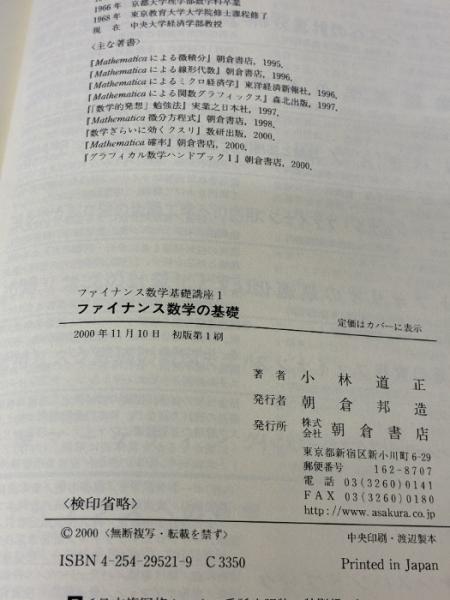 1966年 京都大学理学部数学科卒業
1968年 東京教育大学大学院修士課程修了
現 在 中央大学経済学部教授
〈主な著書〉
『Mathematicaによる微積分』朝倉書店, 1995.
『Mathematicaによる線形代数』朝倉書店, 1996.
『Mathematicaによるミクロ経済学』東洋経済新報社, 1996.
『Mathematicaによる関数グラフィックス』森北出版, 1997.
『「数学的発想」勉強法』実業之日本社, 1997.
『Mathematica微分方程式』朝倉書店, 1998.
『数学ぎらいに効くクスリ』数研出版, 2000.
『Mathematica確率』朝倉書店, 2000.
『グラフィカル数学ハンドブックI』朝倉書店, 2000.
ファイナンス数学基礎講座1
ファイナンス数学の基礎
定価はカバーに表示
2000年11月10日 初版第1刷
著者 小林道正
発行者 朝倉邦造
発行所 株式会社 朝倉書店
東京都新宿区新小川町6-29
郵便番号 162-8707
電話 03(3260)0141
FAX 03(3260)0180
http://www.asakura.co.jp
〈検印省略〉
©2000〈無断複写・転載を禁ず〉
中央印刷・渡辺製本
ISBN 4-254-29521-9 C3350
Printed in Japan